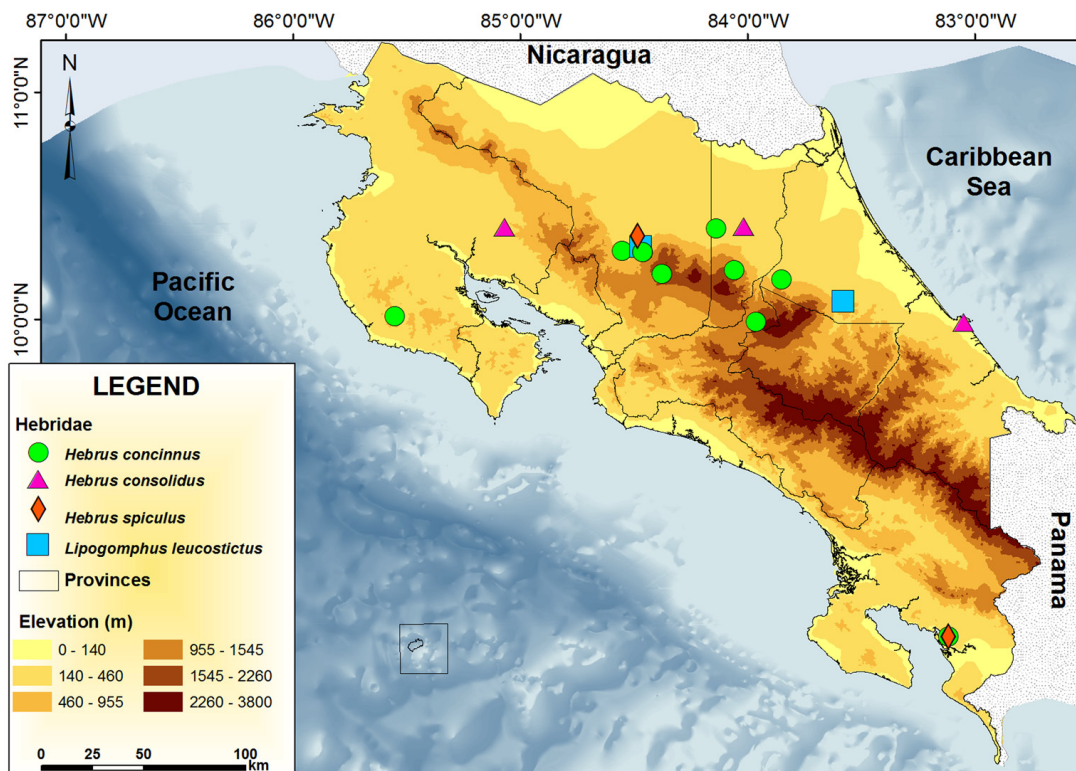 87°0'0"W 86°0'0"W 85°0'0"W 84°0'0"W 83°0'0"W
Nicaragua
N
11°0'0"N
Caribbean
Sea
Pacific
Ocean
10°0'0"N
LEGEND
Hebridae
Hebrus concinnus
Hebrus consolidus
Hebrus spiculus
Lipogomphus leucostictus
Provinces
Panama
Elevation (m)
0 - 140 955 - 1545
140 - 460 1545 - 2260
460 - 955 2260 - 3800
0 25 50 100
km